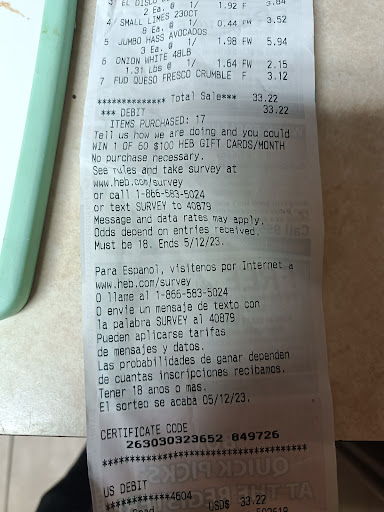 4 EL DISCO
2 Ea. @ 1/ 1.92 F 3.84
4 SMALL LIMES 230CT
8 Ea. @ 1/ 0.44 FW 3.52
5 JUMBO HASS AVOCADOS
3 Ea. @ 1/ 1.98 FW 5.94
6 ONION WHITE 48LB
1.31 Lbs @ 1/ 1.64 FW 2.15
7 FUD QUESO FRESCO CRUMBLE F 3.12
************** Total Sale*** 33.22
*** DEBIT 33.22
ITEMS PURCHASED: 17
Tell us how we are doing and you could
WIN 1 OF 60 $100 HEB GIFT CARDS/MONTH
No purchase necessary.
See rules and take survey at
www.heb.com/survey
or call 1-866-583-5024
or text SURVEY to 40879
Message and data rates may apply.
Odds depend on entries received.
Must be 18. Ends 5/12/23.
Para Espanol, visitenos por Internet a
www.heb.com/survey
O llame al 1-866-583-5024
O envie un mensaje de texto con
la palabra SURVEY al 40879
Pueden aplicarse tarifas
de mensajes y datos.
Las probabilidades de ganar dependen
de cuantas inscripciones recibamos.
Tener 18 anos o mas.
El sorteo se acaba 05/12/23.
CERTIFICATE CODE
263030323652 849726
***********************************
US DEBIT
************4604
USD$ 33.22